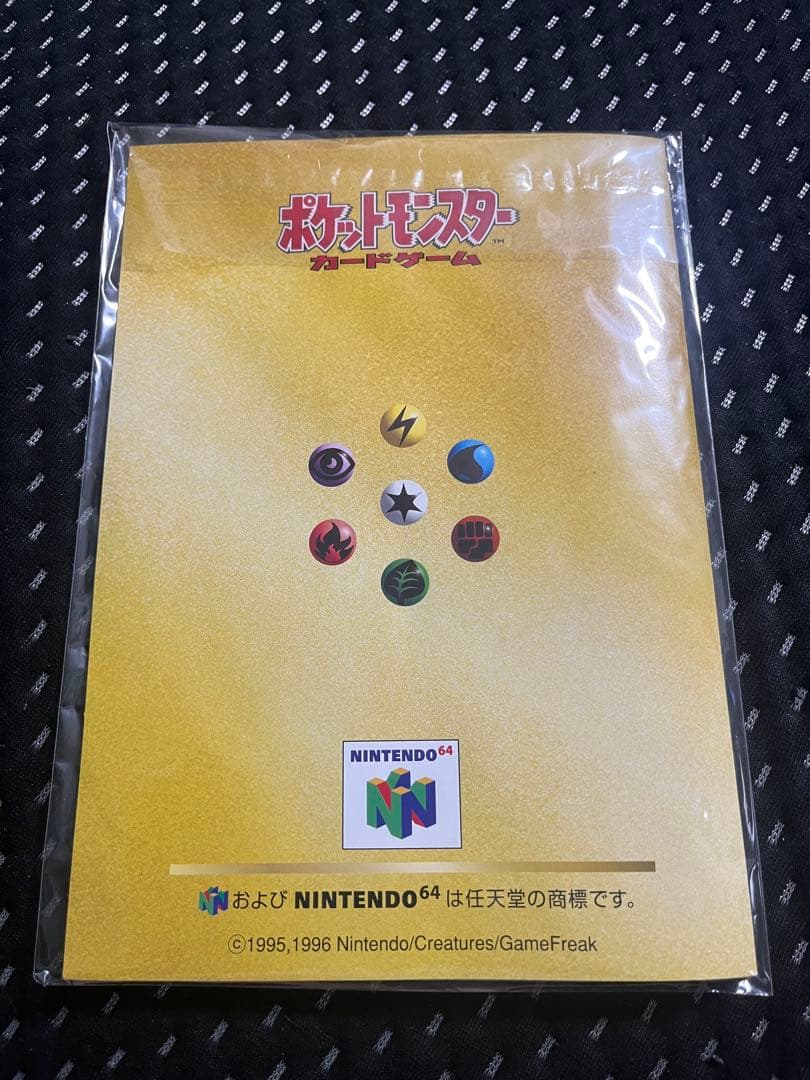 ポケットモンスター™
カードゲーム
NINTENDO64
および NINTENDO64 は任天堂の商標です。
©1995,1996 Nintendo/Creatures/GameFreak